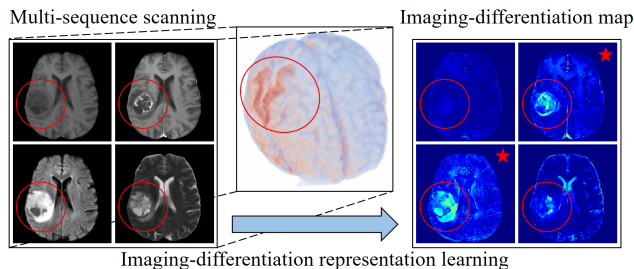 Multi-sequence scanning
Imaging-differentiation map
Imaging-differentiation representation learning